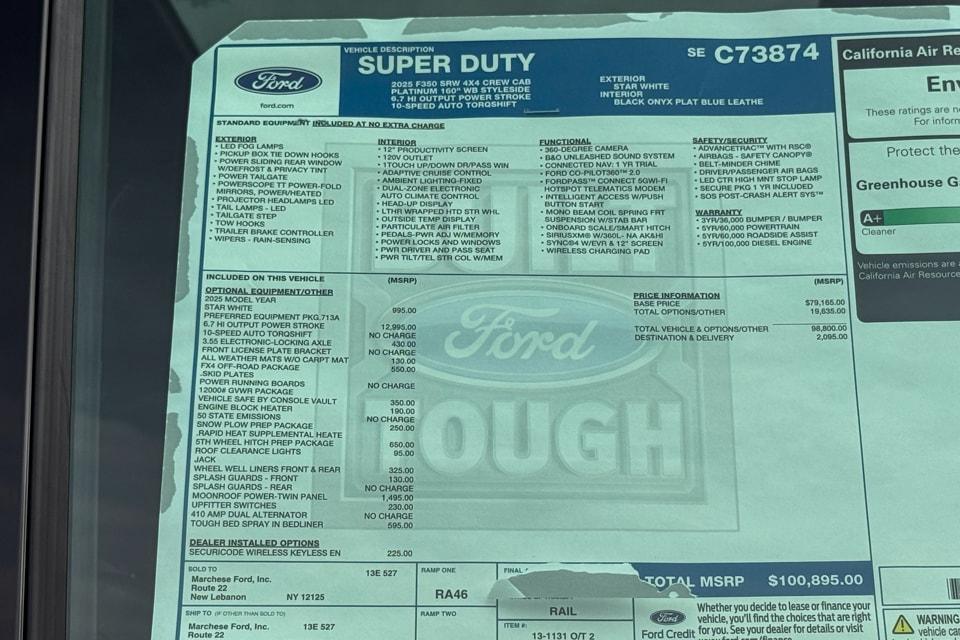 Ford
ford.com
VEHICLE DESCRIPTION
SUPER DUTY
2025 F350 SRW 4X4 CREW CAB
PLATINUM 160" WB STYLESIDE
6.7 HI OUTPUT POWER STROKE
10-SPEED AUTO TORQSHIFT
SE C73874
EXTERIOR
STAR WHITE
INTERIOR
BLACK ONYX PLAT BLUE LEATHE
STANDARD EQUIPMENT INCLUDED AT NO EXTRA CHARGE
EXTERIOR
• LED FOG LAMPS
• PICKUP BOX TIE DOWN HOOKS
• POWER SLIDING REAR WINDOW
W/DEFROST & PRIVACY TINT
• POWER TAILGATE
• POWERSCOPE TT POWER-FOLD
MIRRORS, POWER/HEATED
• PROJECTOR HEADLAMPS LED
• TAIL LAMPS - LED
• TAILGATE STEP
• TOW HOOKS
• TRAILER BRAKE CONTROLLER
• WIPERS - RAIN-SENSING
INTERIOR
• 12" PRODUCTIVITY SCREEN
• 120V OUTLET
• 1TOUCH UP/DOWN DR/PASS WIN
• ADAPTIVE CRUISE CONTROL
• AMBIENT LIGHTING-FIXED
• DUAL-ZONE ELECTRONIC
AUTO CLIMATE CONTROL
• HEAD-UP DISPLAY
• LTHR WRAPPED HTD STR WHL
• OUTSIDE TEMP DISPLAY
• PARTICULATE AIR FILTER
• PEDALS-PWR ADJ W/MEMORY
• POWER LOCKS AND WINDOWS
• PWR DRIVER AND PASS SEAT
• PWR TILT/TEL STR COL W/MEM
FUNCTIONAL
• 360-DEGREE CAMERA
• B&O UNLEASHED SOUND SYSTEM
• CONNECTED NAV: 1 YR TRIAL
• FORD CO-PILOT360™ 2.0
• FORDPASS™ CONNECT 5GWI-FI
HOTSPOT TELEMATICS MODEM
• INTELLIGENT ACCESS W/PUSH
BUTTON START
• MONO BEAM COIL SPRING FRT
SUSPENSION W/STAB BAR
• ONBOARD SCALE/SMART HITCH
• SIRIUSXM® W/360L- NA AK&HI
• SYNC®4 W/EVR & 12" SCREEN
• WIRELESS CHARGING PAD
SAFETY/SECURITY
• ADVANCETRAC™ WITH RSC®
• AIRBAGS - SAFETY CANOPY®
• BELT-MINDER CHIME
• DRIVER/PASSENGER AIR BAGS
• LED CTR HIGH MNT STOP LAMP
• SECURE PKG 1 YR INCLUDED
• SOS POST-CRASH ALERT SYS™
WARRANTY
• 3YR/36,000 BUMPER / BUMPER
• 5YR/60,000 POWERTRAIN
• 5YR/60,000 ROADSIDE ASSIST
• 5YR/100,000 DIESEL ENGINE
INCLUDED ON THIS VEHICLE (MSRP)
OPTIONAL EQUIPMENT/OTHER
2025 MODEL YEAR
STAR WHITE 995.00
PREFERRED EQUIPMENT PKG.713A
6.7 HI OUTPUT POWER STROKE 12,995.00
10-SPEED AUTO TORQSHIFT NO CHARGE
3.55 ELECTRONIC-LOCKING AXLE 430.00
FRONT LICENSE PLATE BRACKET NO CHARGE
ALL WEATHER MATS W/O CARPT MAT 130.00
FX4 OFF-ROAD PACKAGE 550.00
.SKID PLATES
POWER RUNNING BOARDS NO CHARGE
12000# GVWR PACKAGE
VEHICLE SAFE BY CONSOLE VAULT 350.00
ENGINE BLOCK HEATER 190.00
50 STATE EMISSIONS NO CHARGE
SNOW PLOW PREP PACKAGE 250.00
.RAPID HEAT SUPPLEMENTAL HEATE
5TH WHEEL HITCH PREP PACKAGE 650.00
ROOF CLEARANCE LIGHTS 95.00
JACK
WHEEL WELL LINERS FRONT & REAR 325.00
SPLASH GUARDS - FRONT 130.00
SPLASH GUARDS - REAR NO CHARGE
MOONROOF POWER-TWIN PANEL 1,495.00
UPFITTER SWITCHES 230.00
410 AMP DUAL ALTERNATOR NO CHARGE
TOUGH BED SPRAY IN BEDLINER 595.00
DEALER INSTALLED OPTIONS
SECURICODE WIRELESS KEYLESS EN 225.00
BUILT
Ford
TOUGH
(MSRP)
PRICE INFORMATION
BASE PRICE $79,165.00
TOTAL OPTIONS/OTHER 19,635.00
TOTAL VEHICLE & OPTIONS/OTHER 98,800.00
DESTINATION & DELIVERY 2,095.00
SOLD TO 13E 527
Marchese Ford, Inc.
Route 22
New Lebanon NY 12125
SHIP TO (IF OTHER THAN SOLD TO) 13E 527
Marchese Ford, Inc.
Route 22
RAMP ONE
RA46
RAMP TWO
FINAL
RAIL
ITEM #:
13-1131 O/T 2
TOTAL MSRP $100,895.00
Ford
Ford Credit
Whether you decide to lease or finance your
vehicle, you'll find the choices that are right
for you. See your dealer for details or visit
California Air Re
Env
These ratings are n
For inform
Protect the
Greenhouse G
A+
Cleaner
Vehicle emissions are
California Air Resource
WARNING
vehicle ca